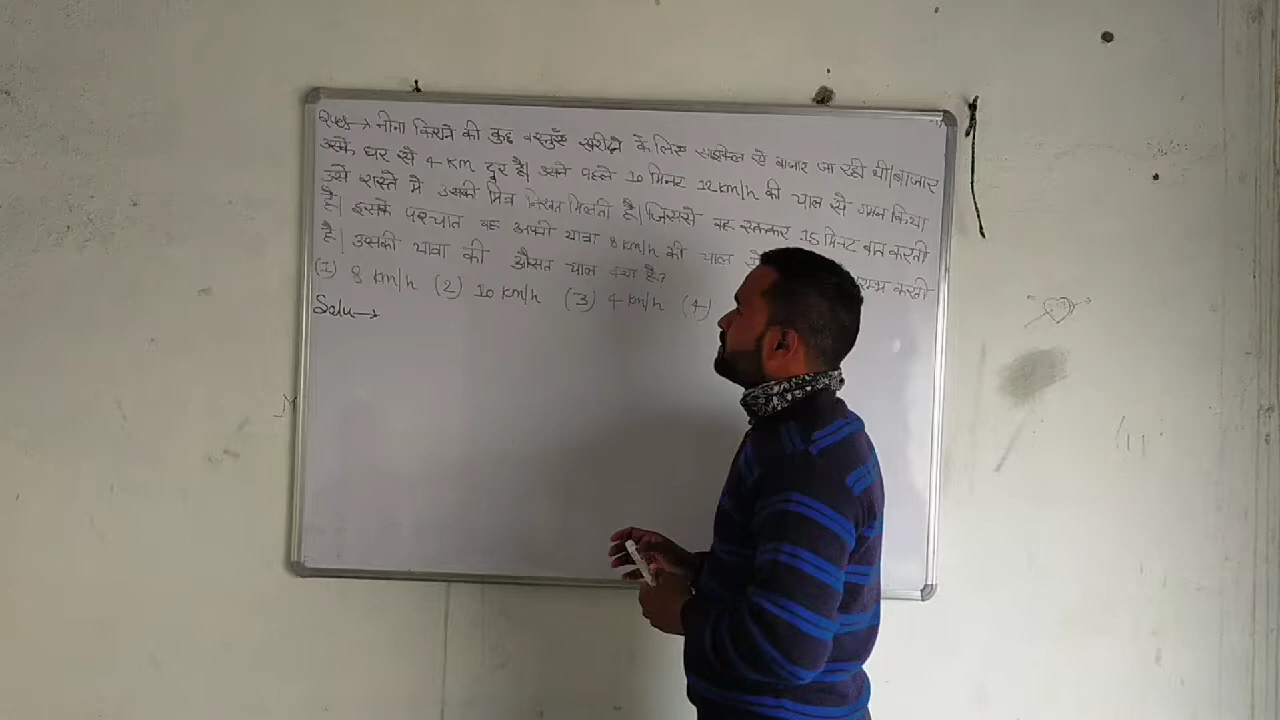 Ques→ नीना किराने की कुछ वस्तुएँ खरीदने के लिए साइकिल से बाजार जा रही थी। बाजार
उसके घर से 4 km दूर है। उसने पहले 10 मिनट 12 km/h की चाल से गमन किया
उसे रास्ते में उसकी मित्र मिलती है। जिससे वह रुककर 15 मिनट बात करती
है। इसके पश्चात वह अपनी यात्रा 8 km/h की चाल करती
है। उसकी यात्रा की औसत चाल क्या है?
(1) 8 km/h (2) 10 km/h (3) 4 km/h (4)
Solu→